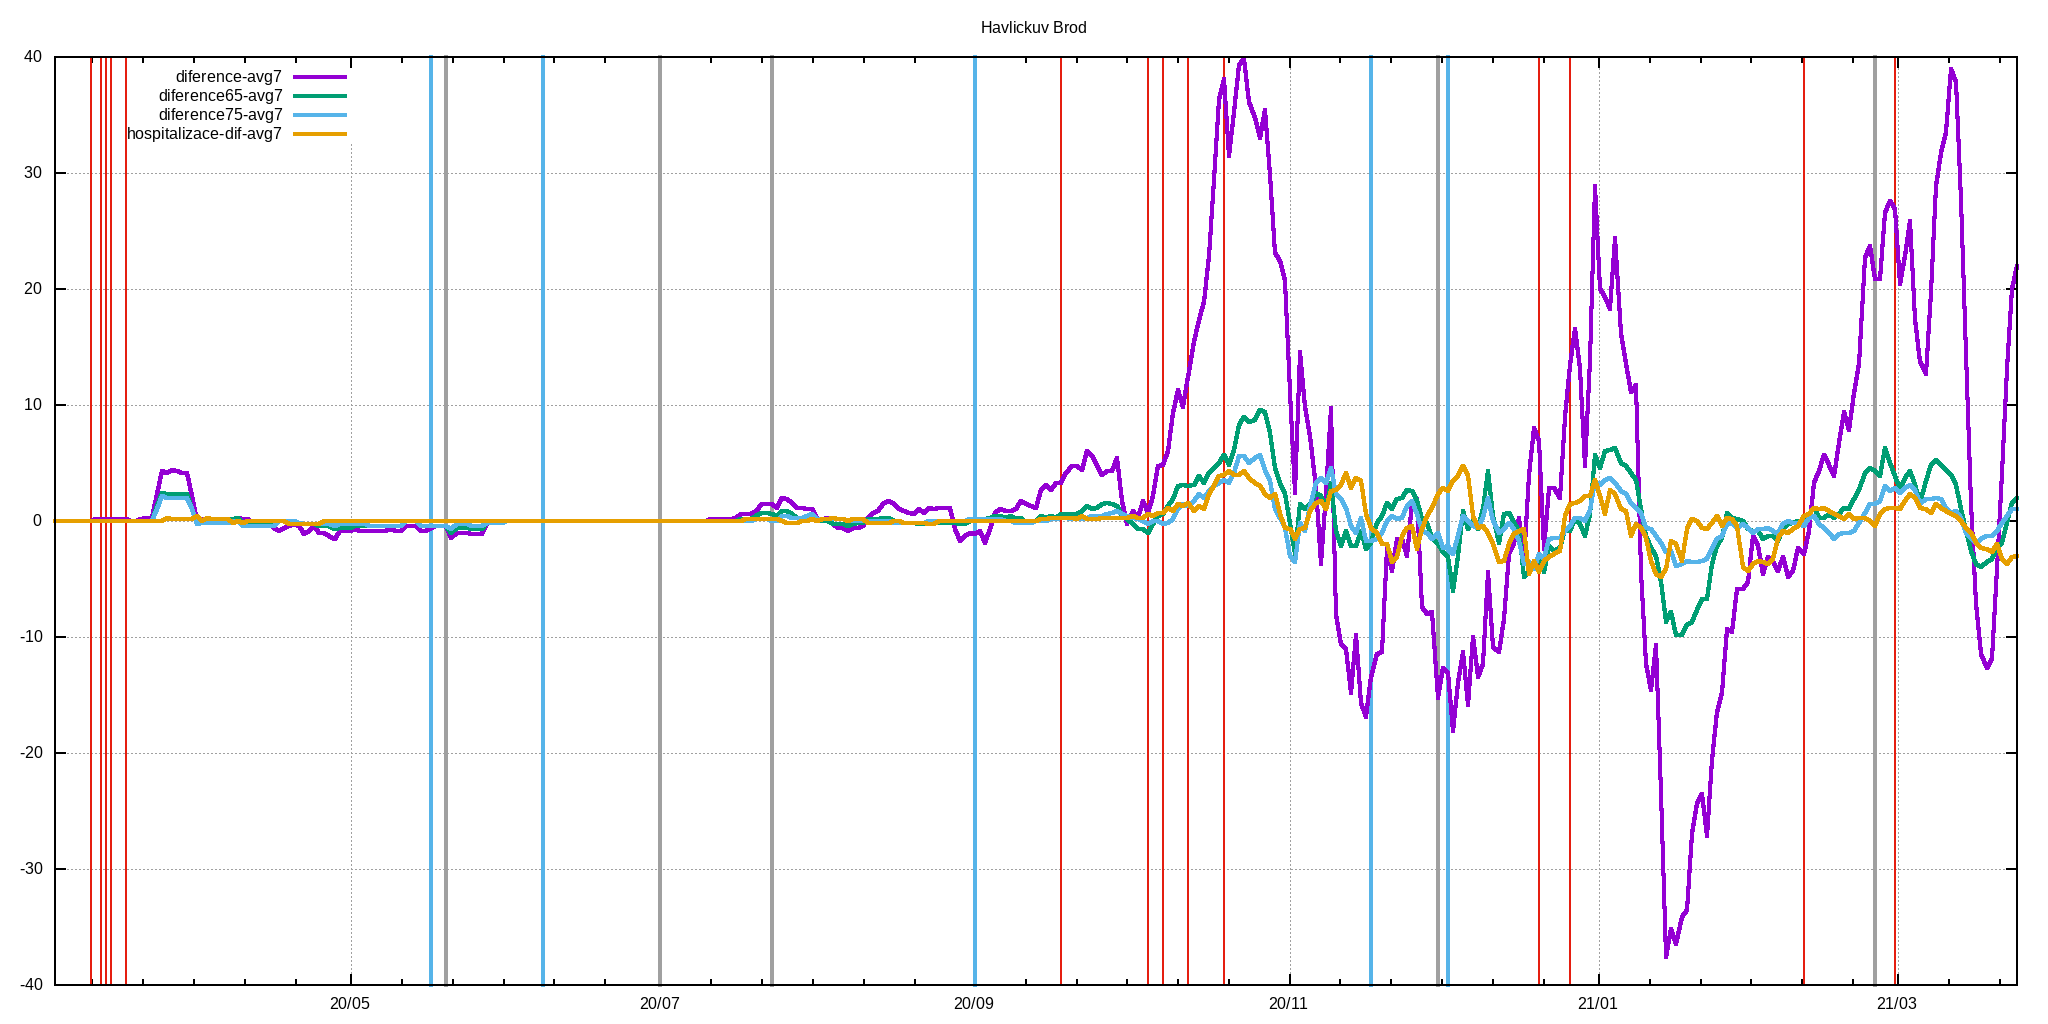 Havlickuv Brod
diference-avg7
diference65-avg7
diference75-avg7
hospitalizace-dif-avg7
40
30
20
10
0
-10
-20
-30
-40
20/05 20/07 20/09 20/11 21/01 21/03